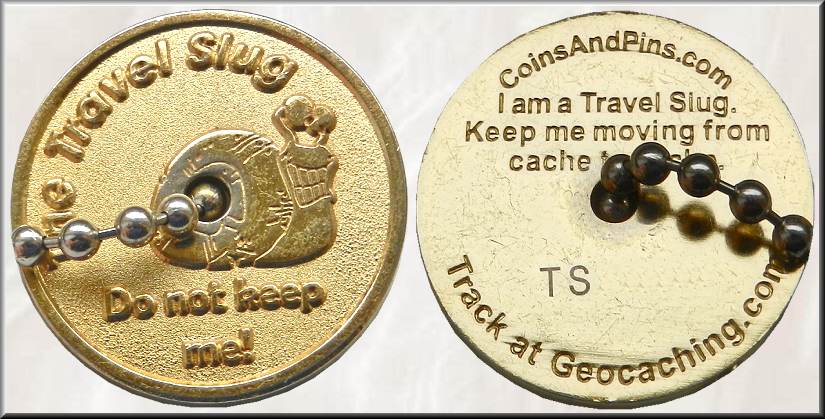 The Travel Slug
Do not keep
me!
CoinsAndPins.com
I am a Travel Slug.
Keep me moving from
cache
TS
Track at Geocaching.com